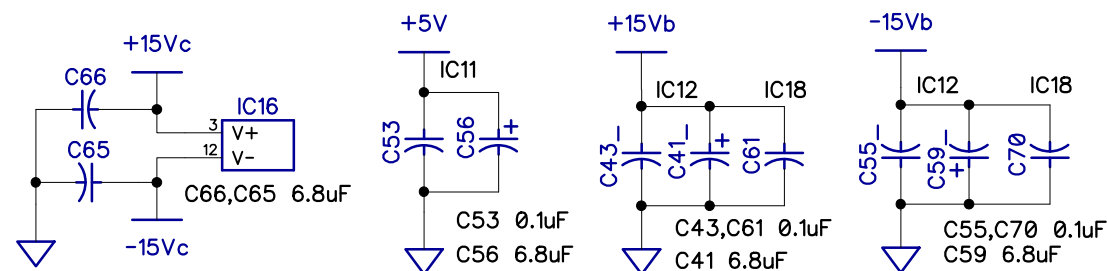 +15Vc
C66
IC16
3 V+
12 V-
C65
C66,C65 6.8uF
-15Vc
+5V
IC11
C53
C56 +
C53 0.1uF
C56 6.8uF
+15Vb
IC12
IC18
C43 -
C41 - +
C61
C43,C61 0.1uF
C41 6.8uF
-15Vb
IC12
IC18
C55 -
C59 - +
C70
C55,C70 0.1uF
C59 6.8uF